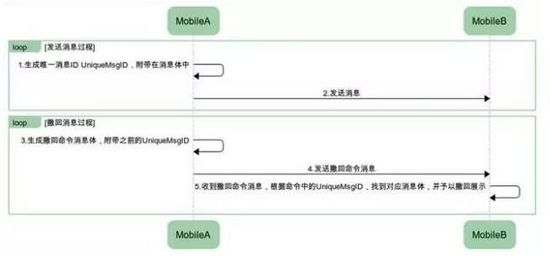 MobileA
MobileB
loop [发送消息过程]
1.生成唯一消息ID UniqueMsgID，附带在消息体中
2.发送消息
loop [撤回消息过程]
3.生成撤回命令消息体，附带之前的UniqueMsgID
4.发送撤回命令消息
5.收到撤回命令消息，根据命令中的UniqueMsgID，找到对应消息体，并予以撤回展示
MobileA
MobileB